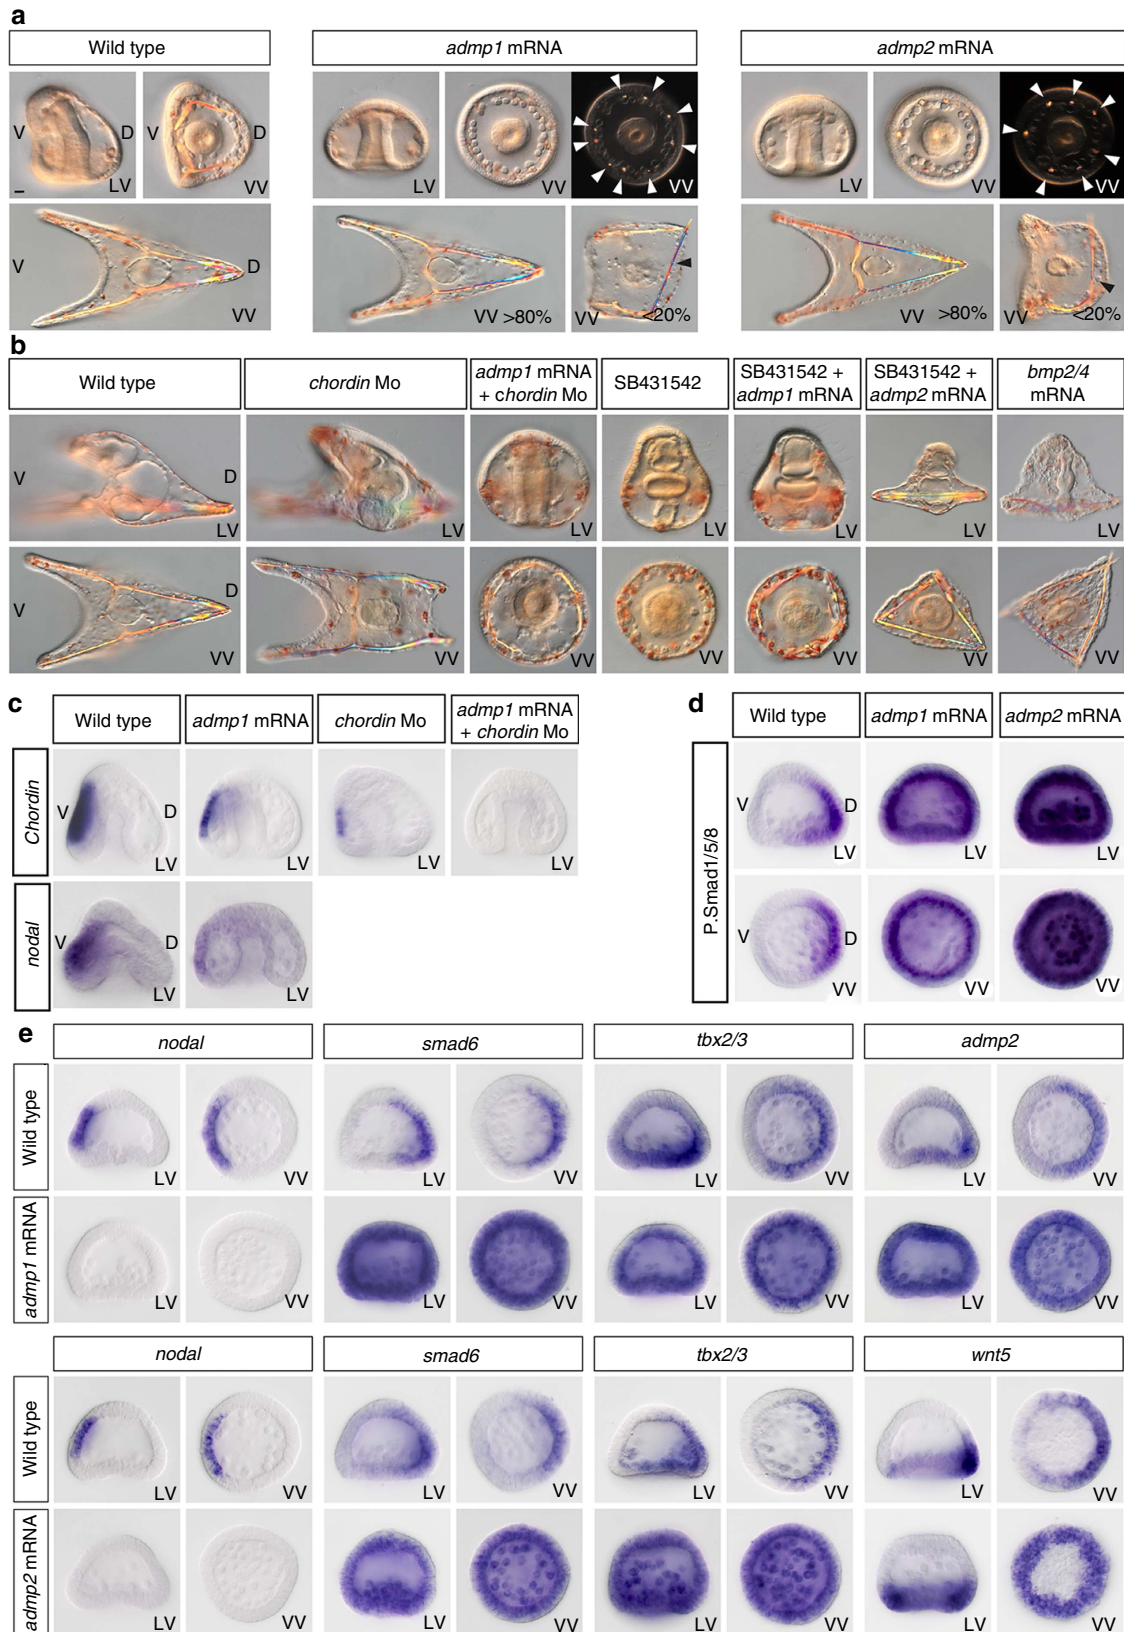 a
Wild type
admp1 mRNA
admp2 mRNA
V
D
LV
V
D
VV
LV
VV
VV
LV
VV
VV
V
D
VV
VV >80%
VV
<20%
VV >80%
VV
<20%
b
Wild type
chordin Mo
admp1 mRNA
+ chordin Mo
SB431542
SB431542 +
admp1 mRNA
SB431542 +
admp2 mRNA
bmp2/4
mRNA
V
D
LV
LV
LV
LV
LV
LV
LV
V
D
VV
VV
VV
VV
VV
VV
VV
c
Wild type
admp1 mRNA
chordin Mo
admp1 mRNA
+ chordin Mo
Chordin
V
D
LV
LV
LV
LV
nodal
V
D
LV
LV
d
Wild type
admp1 mRNA
admp2 mRNA
P.Smad1/5/8
V
D
LV
LV
LV
V
D
VV
VV
VV
e
nodal
smad6
tbx2/3
admp2
Wild type
LV
VV
LV
VV
LV
VV
LV
VV
admp1 mRNA
LV
VV
LV
VV
LV
VV
LV
VV
nodal
smad6
tbx2/3
wnt5
Wild type
LV
VV
LV
VV
LV
VV
LV
VV
admp2 mRNA
LV
VV
LV
VV
LV
VV
LV
VV